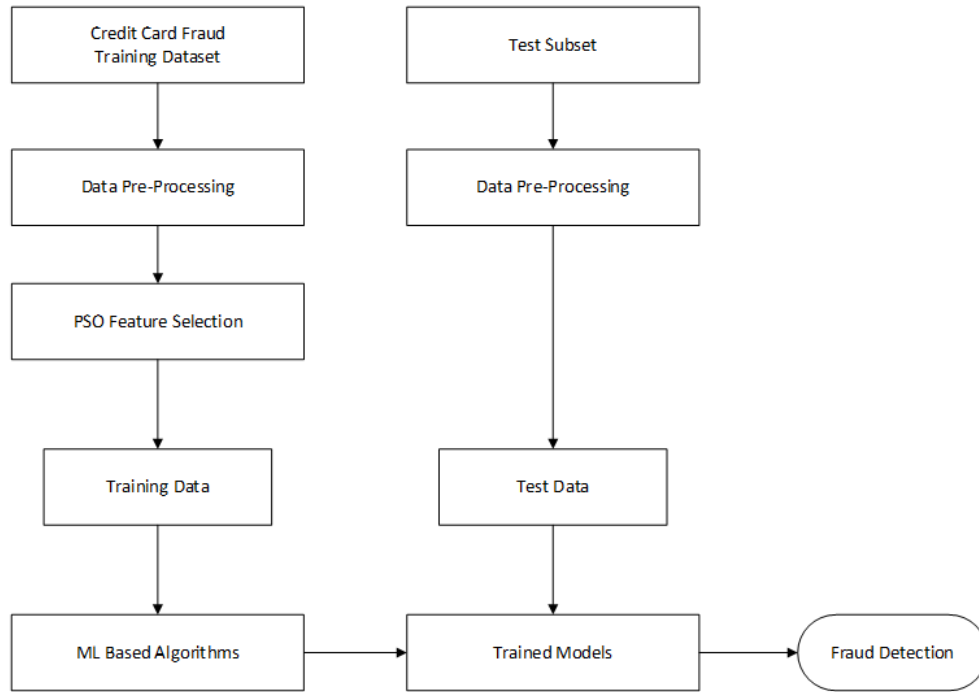 Credit Card Fraud
Training Dataset
Test Subset
Data Pre-Processing
Data Pre-Processing
PSO Feature Selection
Training Data
Test Data
ML Based Algorithms
Trained Models
Fraud Detection